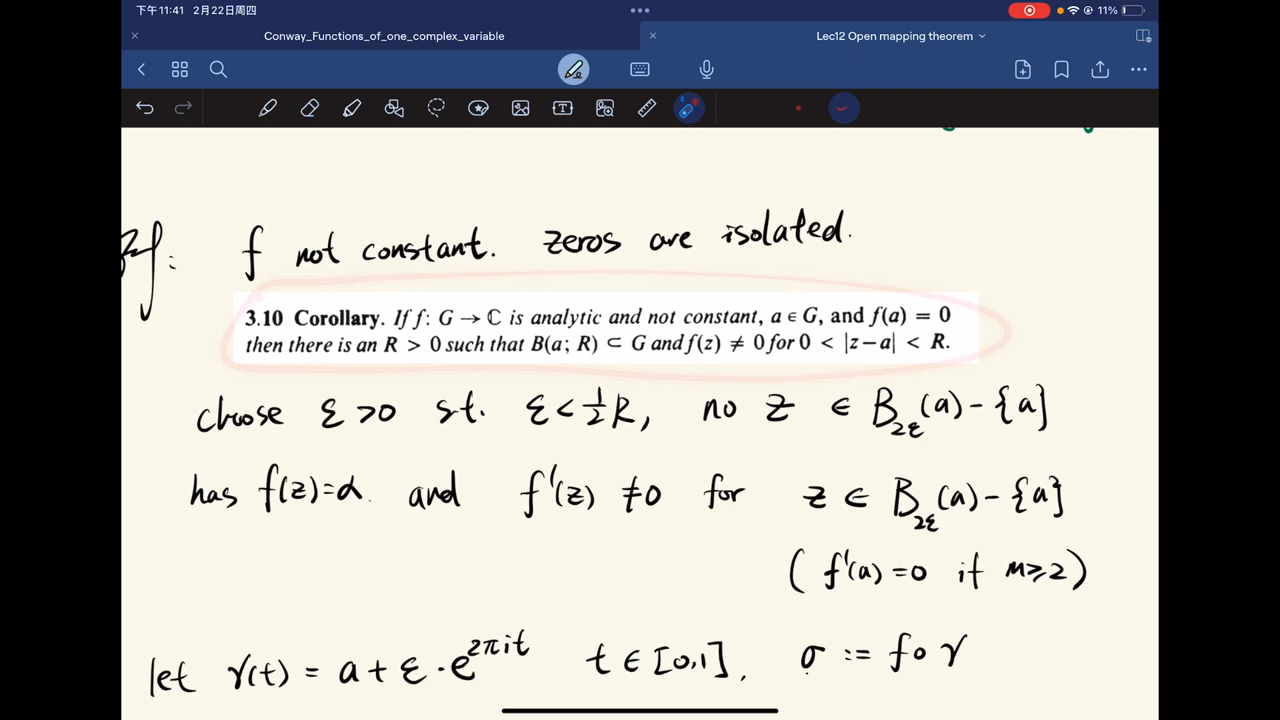 下午11:41 2月22日周四
11%
Conway_Functions_of_one_complex_variable
Lec12 Open mapping theorem
Pf:
f not constant. zeros are isolated.
3.10 Corollary. If f: G → ℂ is analytic and not constant, a ∈ G, and f(a) = 0
then there is an R > 0 such that B(a; R) ⊂ G and f(z) ≠ 0 for 0 < |z−a| < R.
choose ε>0 st. ε<½R, no z ∈ B₂ε(a)-{a}
has f(z)=α. and f'(z) ≠0 for z ∈ B₂ε(a)-{a}
(f'(a)=0 if m≥2)
let γ(t) = a+ε·e^{2πit} t∈[0,1], σ := f∘γ